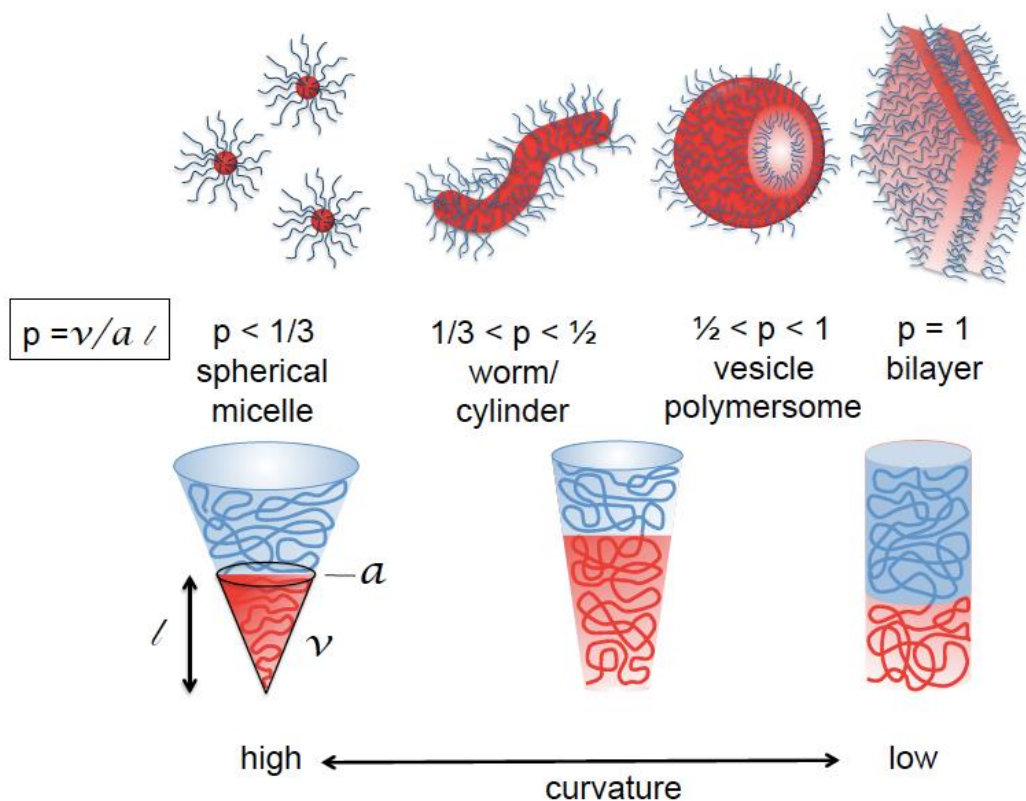 p = v/a l
p < 1/3
spherical
micelle
1/3 < p < ½
worm/
cylinder
½ < p < 1
vesicle
polymersome
p = 1
bilayer
a
l
v
high
curvature
low